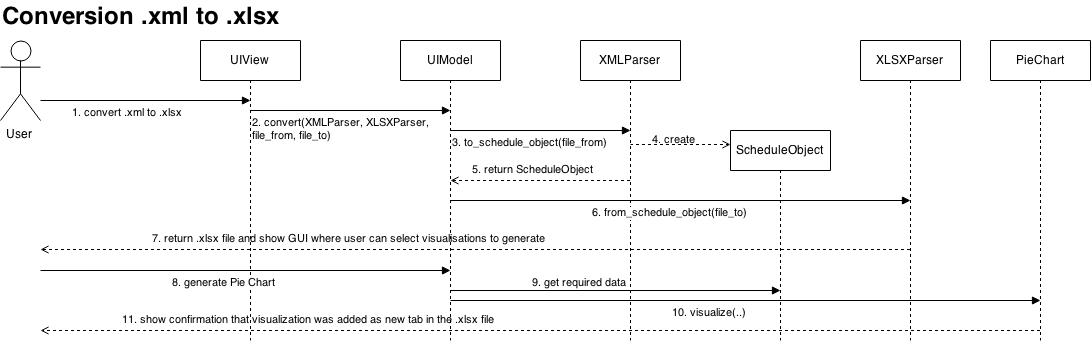 Conversion .xml to .xlsx
UIView
UIModel
XMLParser
XLSXParser
PieChart
User
1. convert .xml to .xlsx
2. convert(XMLParser, XLSXParser,
file_from, file_to)
3. to_schedule_object(file_from)
4. create
ScheduleObject
5. return ScheduleObject
6. from_schedule_object(file_to)
7. return .xlsx file and show GUI where user can select visualisations to generate
8. generate Pie Chart
9. get required data
10. visualize(..)
11. show confirmation that visualization was added as new tab in the .xlsx file